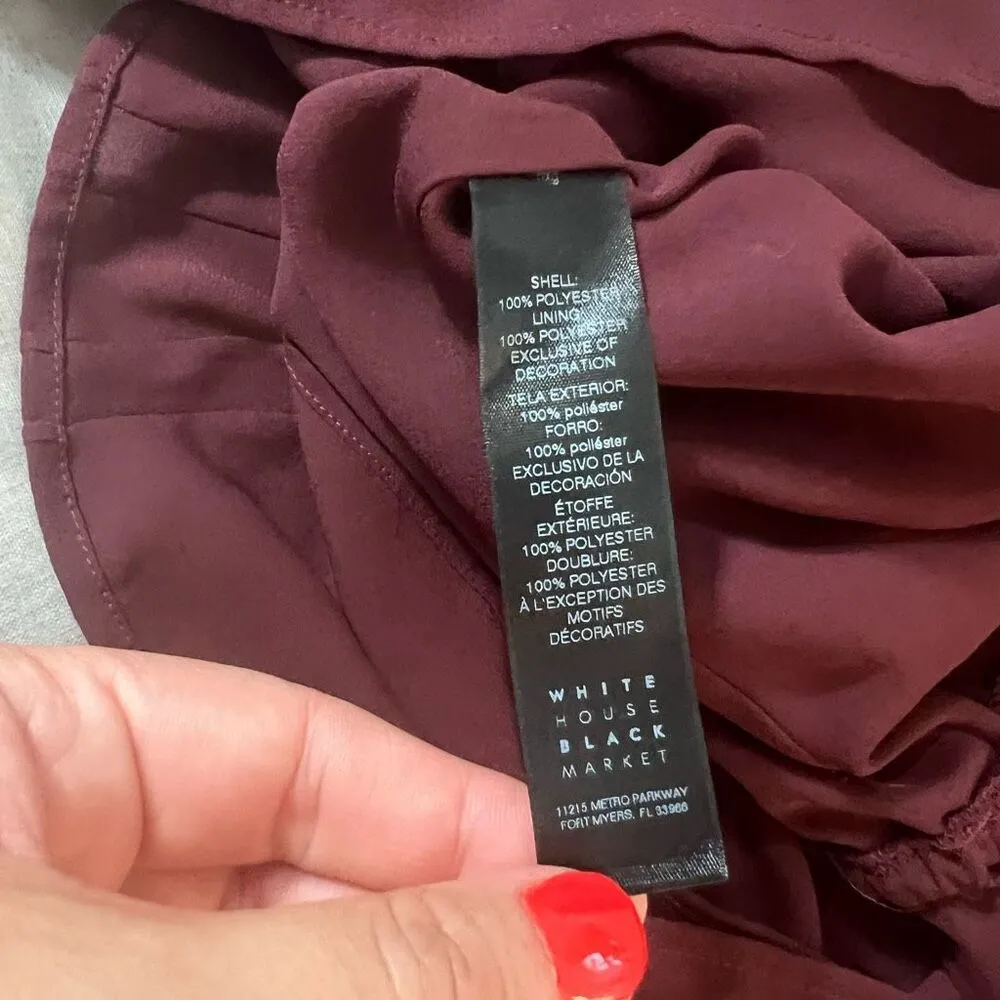 SHELL:
100% POLYESTER
LINING:
100% POLYESTER
EXCLUSIVE OF
DECORATION
TELA EXTERIOR:
100% poliéster
FORRO:
100% poliéster
EXCLUSIVO DE LA
DECORACIÓN
ÉTOFFE
EXTÉRIEURE:
100% POLYESTER
DOUBLURE:
100% POLYESTER
À L'EXCEPTION DES
MOTIFS
DÉCORATIFS
WHITE
HOUSE
BLACK
MARKET
11215 METRO PARKWAY
FORT MYERS, FL 33966